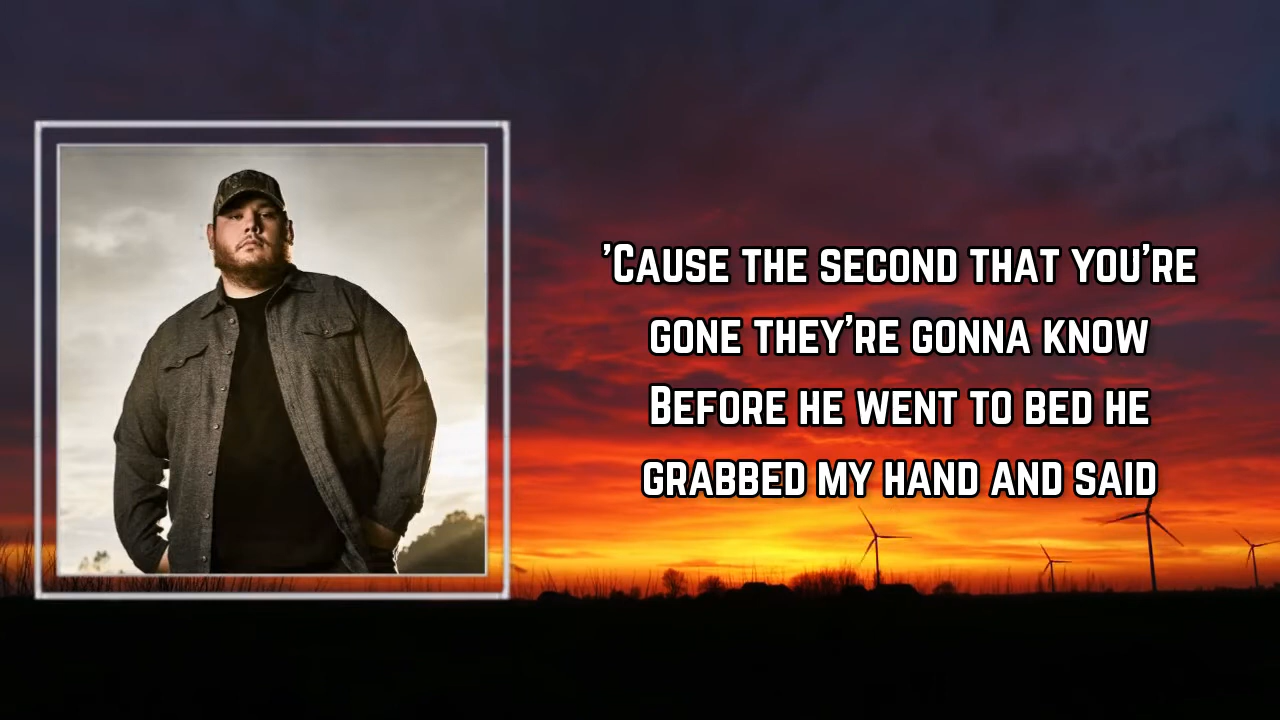 'Cause the second that you're
gone they're gonna know
Before he went to bed he
grabbed my hand and said